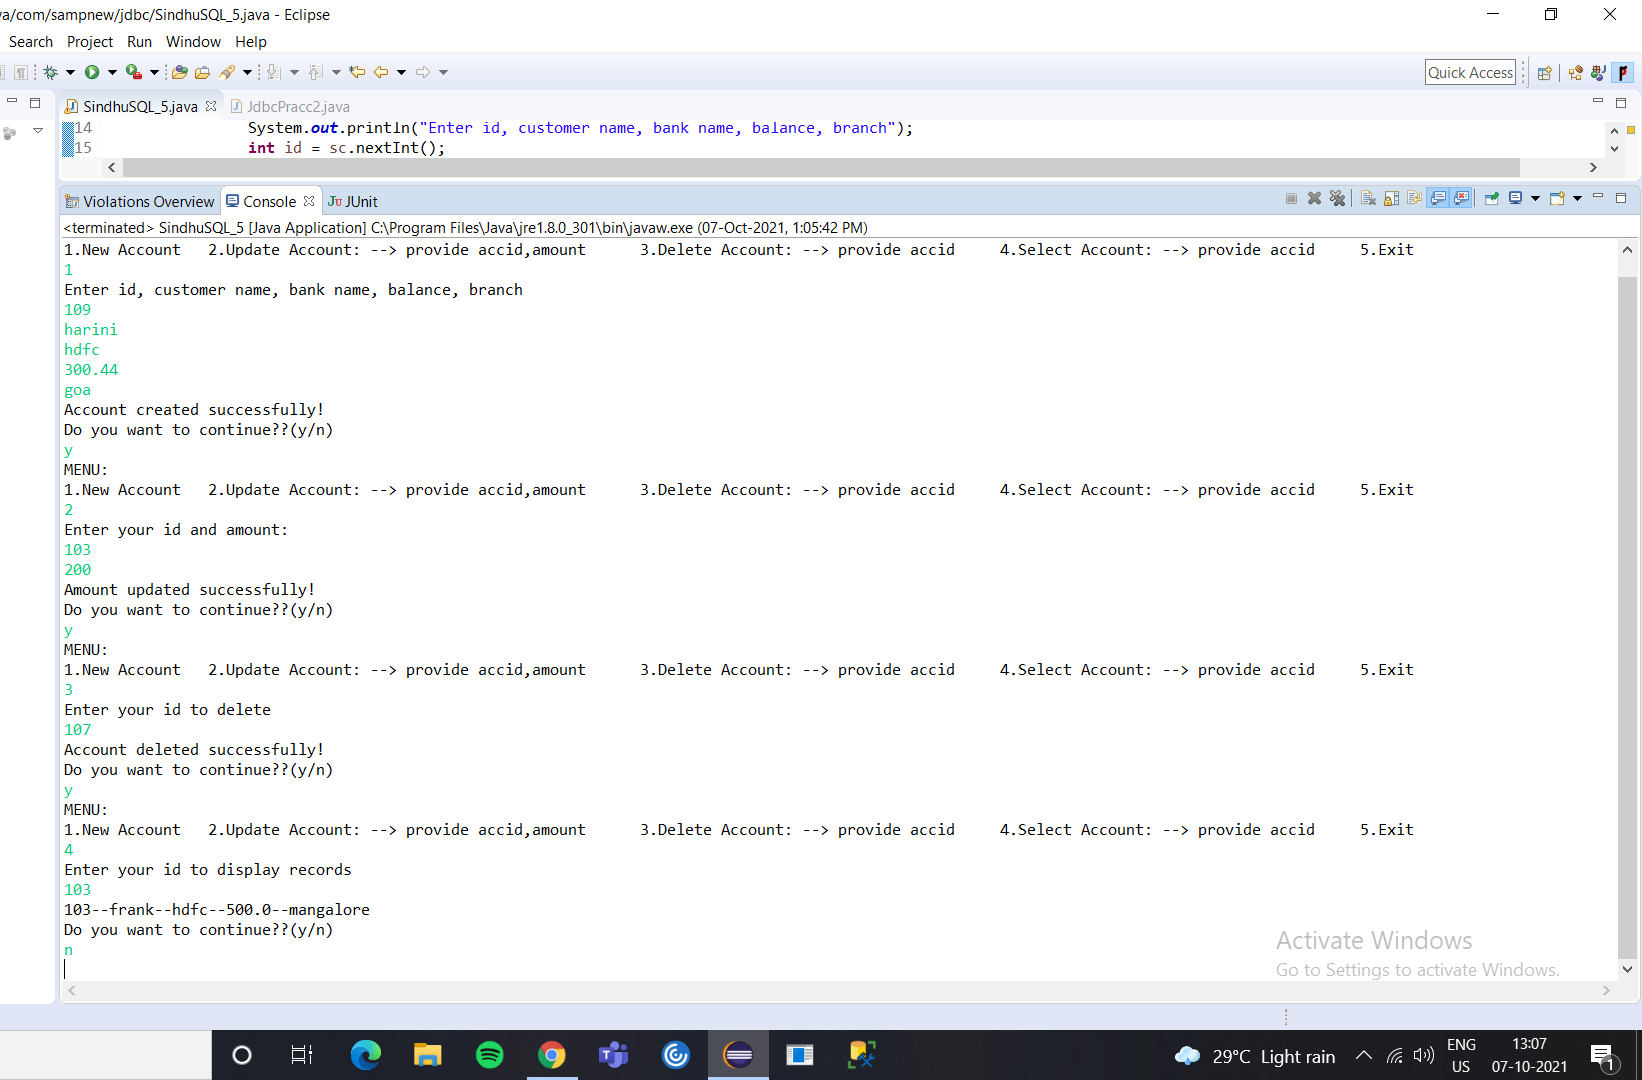 va/com/sampnew/jdbc/SindhuSQL_5.java - Eclipse
Search Project Run Window Help
Quick Access
SindhuSQL_5.java JdbcPracc2.java
14 System.out.println("Enter id, customer name, bank name, balance, branch");
15 int id = sc.nextInt();
Violations Overview Console JUnit
<terminated> SindhuSQL_5 [Java Application] C:\Program Files\Java\jre1.8.0_301\bin\javaw.exe (07-Oct-2021, 1:05:42 PM)
1.New Account 2.Update Account: --> provide accid,amount 3.Delete Account: --> provide accid 4.Select Account: --> provide accid 5.Exit
1
Enter id, customer name, bank name, balance, branch
109
harini
hdfc
300.44
goa
Account created successfully!
Do you want to continue??(y/n)
y
MENU:
1.New Account 2.Update Account: --> provide accid,amount 3.Delete Account: --> provide accid 4.Select Account: --> provide accid 5.Exit
2
Enter your id and amount:
103
200
Amount updated successfully!
Do you want to continue??(y/n)
y
MENU:
1.New Account 2.Update Account: --> provide accid,amount 3.Delete Account: --> provide accid 4.Select Account: --> provide accid 5.Exit
3
Enter your id to delete
107
Account deleted successfully!
Do you want to continue??(y/n)
y
MENU:
1.New Account 2.Update Account: --> provide accid,amount 3.Delete Account: --> provide accid 4.Select Account: --> provide accid 5.Exit
4
Enter your id to display records
103
103--frank--hdfc--500.0--mangalore
Do you want to continue??(y/n)
n
Activate Windows
Go to Settings to activate Windows.
29°C Light rain ENG US 13:07 07-10-2021 1